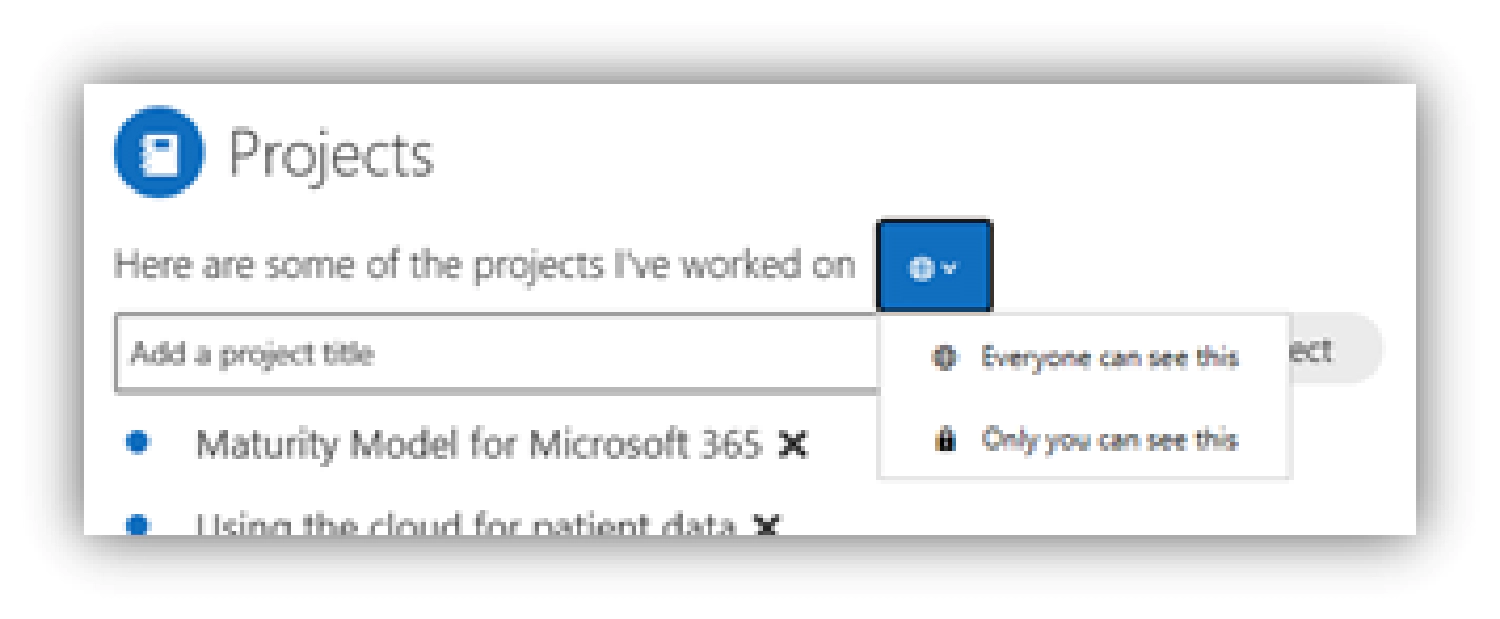 Projects
Here are some of the projects I've worked on
Add a project title
Everyone can see this
ect
Maturity Model for Microsoft 365
Only you can see this
Using the cloud for patient data